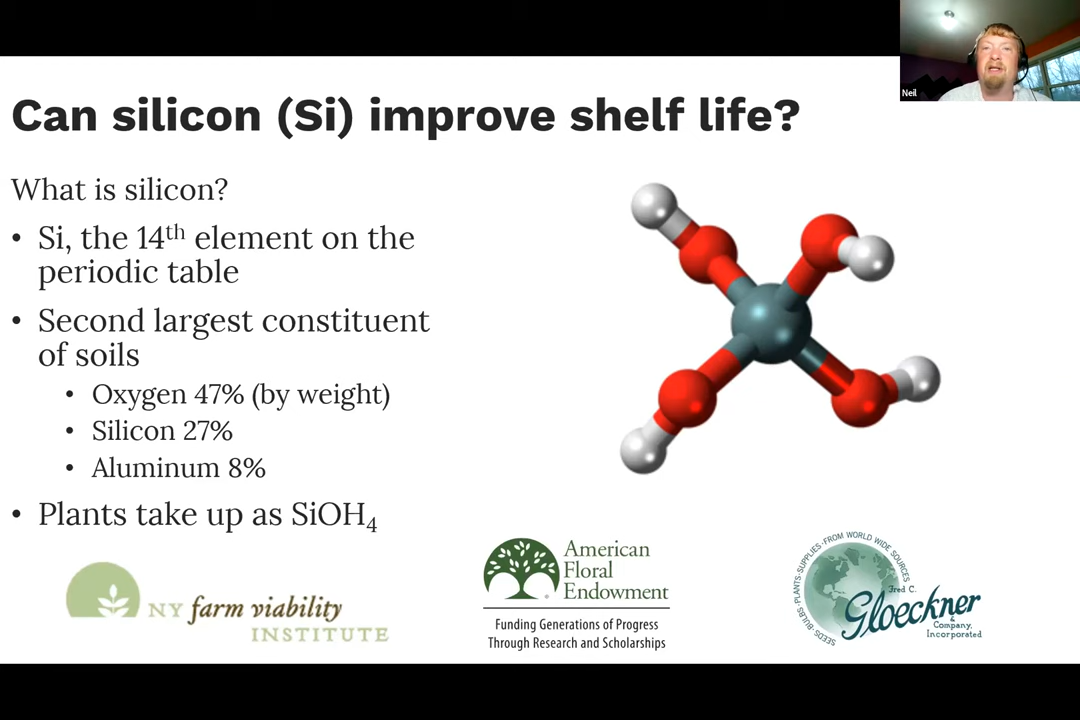 Neil
Can silicon (Si) improve shelf life?
What is silicon?
• Si, the 14th element on the
periodic table
• Second largest constituent
of soils
• Oxygen 47% (by weight)
• Silicon 27%
• Aluminum 8%
• Plants take up as SiOH4
NY farm viability
INSTITUTE
American
Floral
Endowment
Funding Generations of Progress
Through Research and Scholarships
SEEDS·BULBS·PLANTS·SUPPLIES·FROM WORLD WIDE SOURCES
Fred C.
Gloeckner
&
Company,
Incorporated